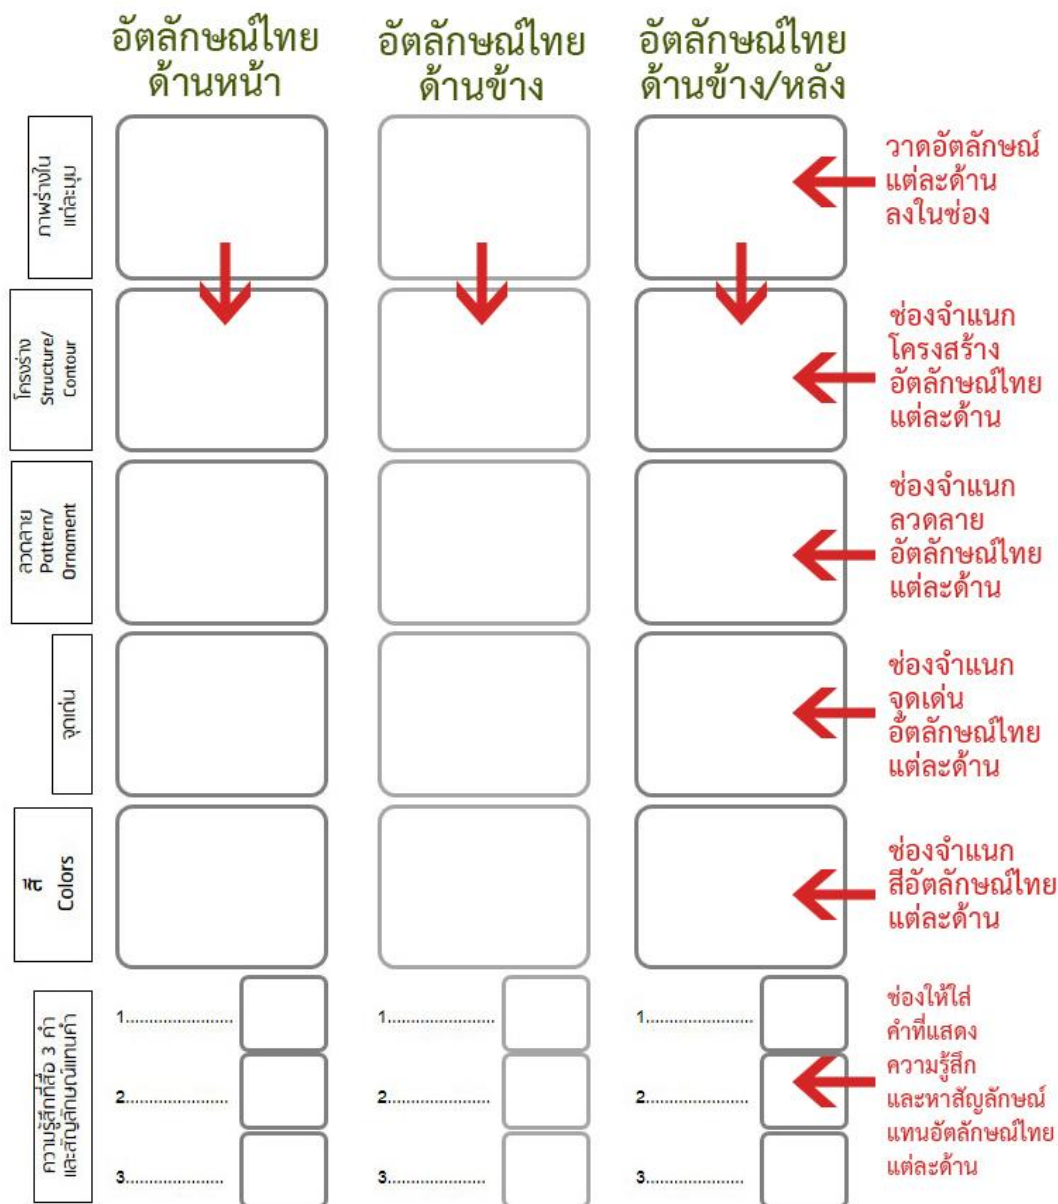 อัตลักษณ์ไทย
ด้านหน้า
อัตลักษณ์ไทย
ด้านข้าง
อัตลักษณ์ไทย
ด้านข้าง/หลัง
ภาพร่างใน
แต่ละมุม
วาดอัตลักษณ์
แต่ละด้าน
ลงในช่อง
โครงร่าง
Structure/
Contour
ช่องจำแนก
โครงสร้าง
อัตลักษณ์ไทย
แต่ละด้าน
ลวดลาย
Pattern/
Ornament
ช่องจำแนก
ลวดลาย
อัตลักษณ์ไทย
แต่ละด้าน
จุดเด่น
ช่องจำแนก
จุดเด่น
อัตลักษณ์ไทย
แต่ละด้าน
สี
Colors
ช่องจำแนก
สีอัตลักษณ์ไทย
แต่ละด้าน
ความรู้สึกที่สื่อ 3 คำ
และสัญลักษณ์แทนคำ
1.......................
2......................
3......................
1.......................
2......................
3......................
1.......................
2......................
3......................
ช่องให้ใส่
คำที่แสดง
ความรู้สึก
และหาสัญลักษณ์
แทนอัตลักษณ์ไทย
แต่ละด้าน